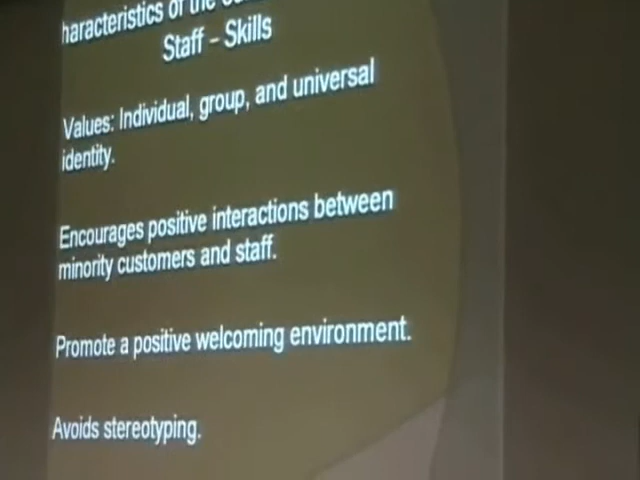 haracteristics of the
Staff - Skills
Values: Individual, group, and universal
identity.
Encourages positive interactions between
minority customers and staff.
Promote a positive welcoming environment.
Avoids stereotyping.